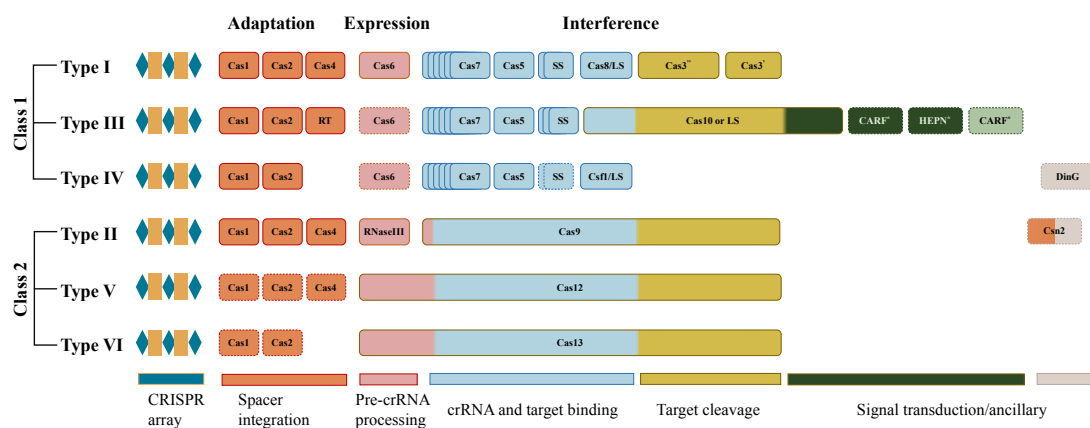 Adaptation Expression Interference
Class 1
Type I Cas1 Cas2 Cas4 Cas6 Cas7 Cas5 SS Cas8/LS Cas3" Cas3'
Type III Cas1 Cas2 RT Cas6 Cas7 Cas5 SS Cas10 or LS CARF* HEPN* CARF*
Type IV Cas1 Cas2 Cas6 Cas7 Cas5 SS Csf1/LS DinG
Class 2
Type II Cas1 Cas2 Cas4 RNaseIII Cas9 Csn2
Type V Cas1 Cas2 Cas4 Cas12
Type VI Cas1 Cas2 Cas13
CRISPR Spacer Pre-crRNA crRNA and target binding Target cleavage Signal transduction/ancillary
array integration processing